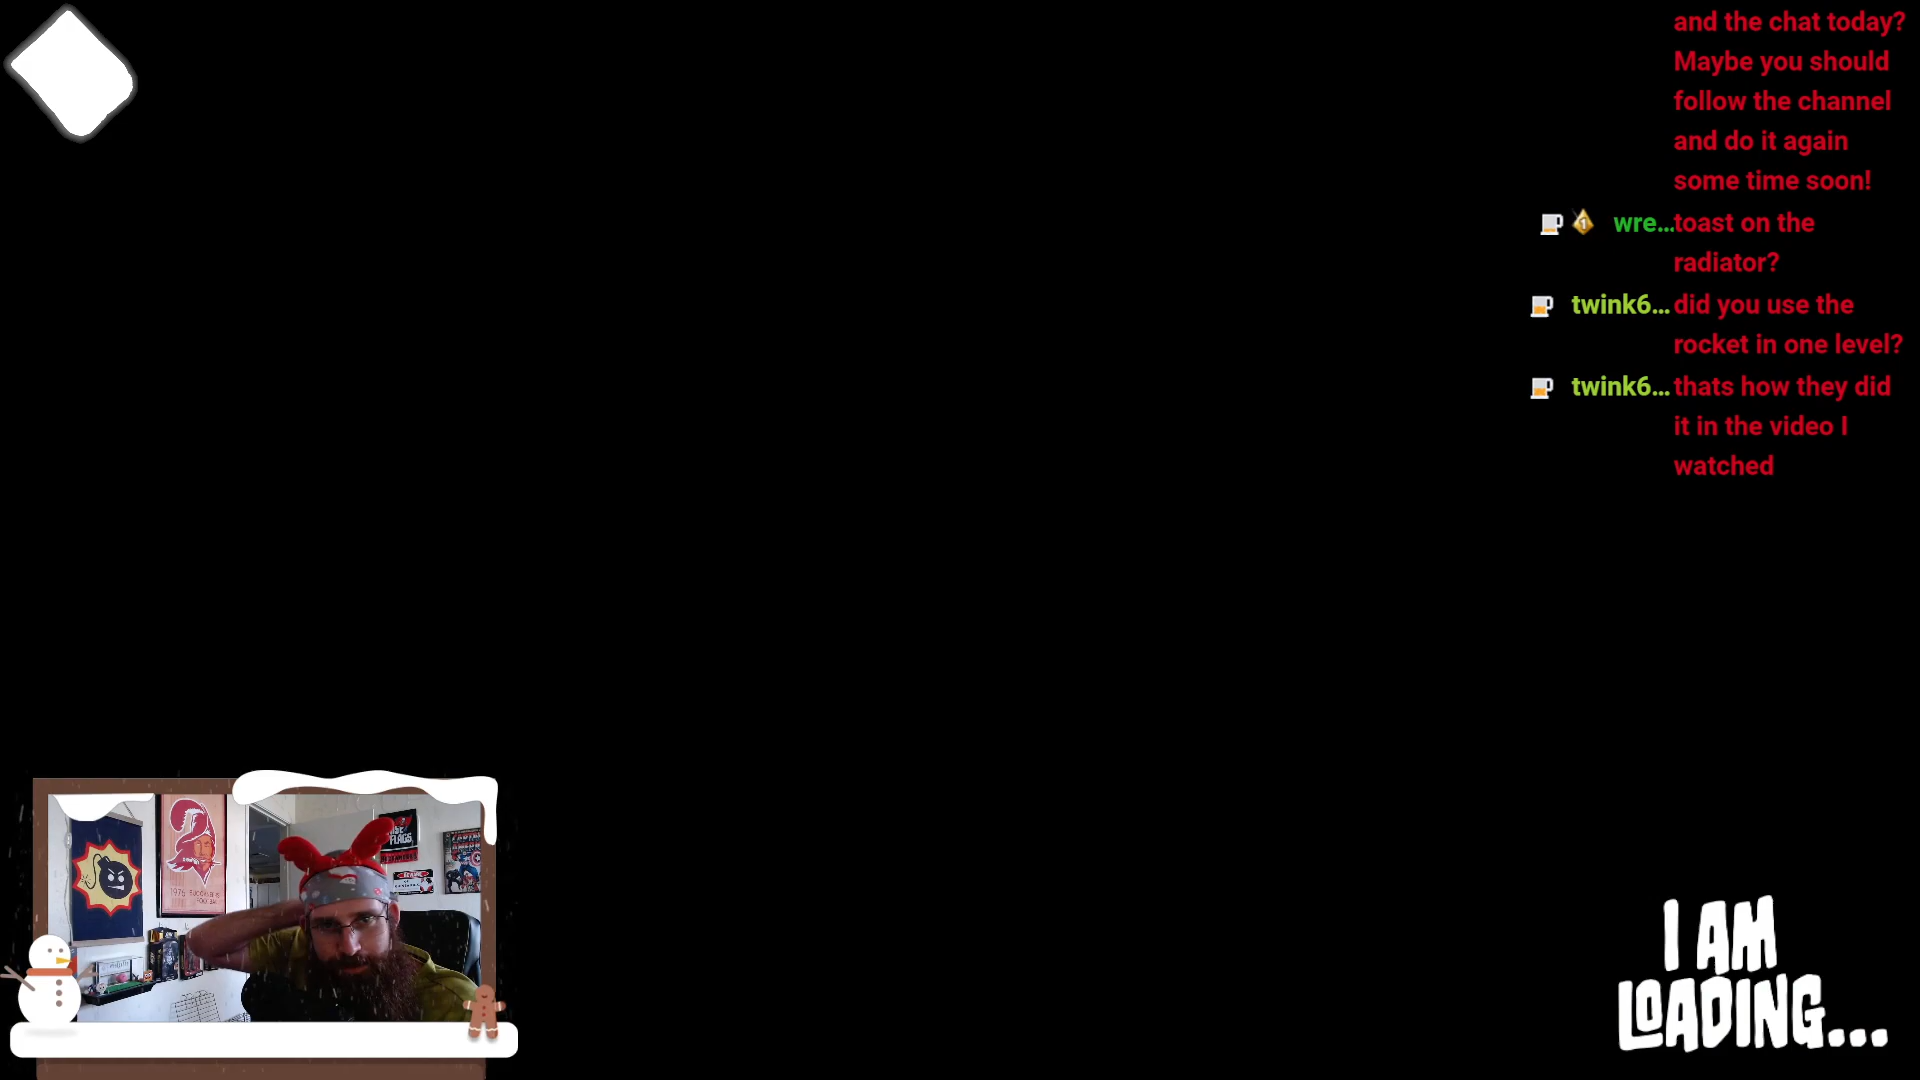 and the chat today?
Maybe you should
follow the channel
and do it again
some time soon!
wre... toast on the
radiator?
twink6... did you use the
rocket in one level?
twink6... thats how they did
it in the video I
watched
FLAGS
1976
I AM
LOADING...